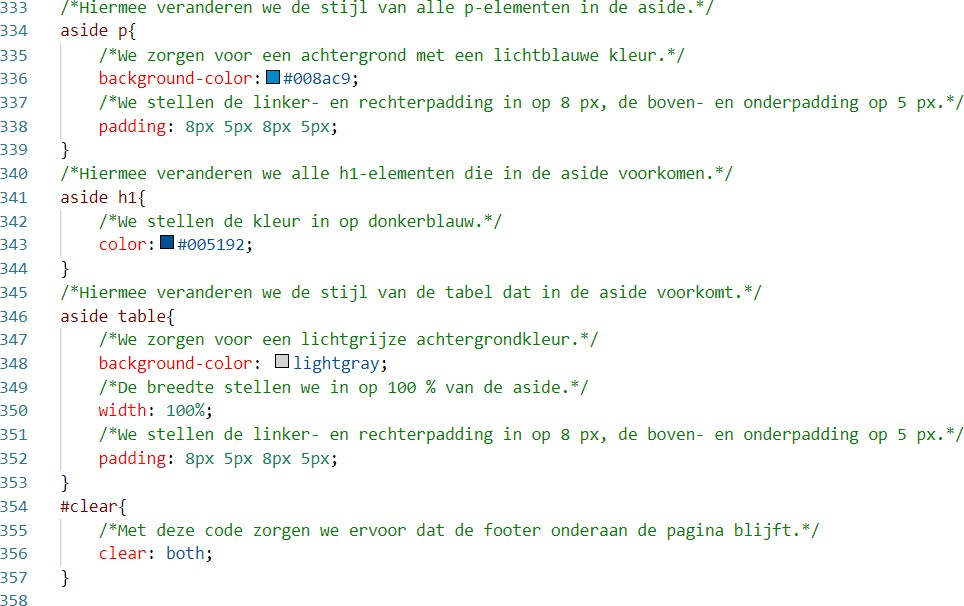 333 /*Hiermee veranderen we de stijl van alle p-elementen in de aside.*/
334 aside p{
335 /*We zorgen voor een achtergrond met een lichtblauwe kleur.*/
336 background-color: #008ac9;
337 /*We stellen de linker- en rechterpadding in op 8 px, de boven- en onderpadding op 5 px.*/
338 padding: 8px 5px 8px 5px;
339 }
340 /*Hiermee veranderen we alle h1-elementen die in de aside voorkomen.*/
341 aside h1{
342 /*We stellen de kleur in op donkerblauw.*/
343 color: #005192;
344 }
345 /*Hiermee veranderen we de stijl van de tabel dat in de aside voorkomt.*/
346 aside table{
347 /*We zorgen voor een lichtgrijze achtergrondkleur.*/
348 background-color: lightgray;
349 /*De breedte stellen we in op 100 % van de aside.*/
350 width: 100%;
351 /*We stellen de linker- en rechterpadding in op 8 px, de boven- en onderpadding op 5 px.*/
352 padding: 8px 5px 8px 5px;
353 }
354 #clear{
355 /*Met deze code zorgen we ervoor dat de footer onderaan de pagina blijft.*/
356 clear: both;
357 }
358